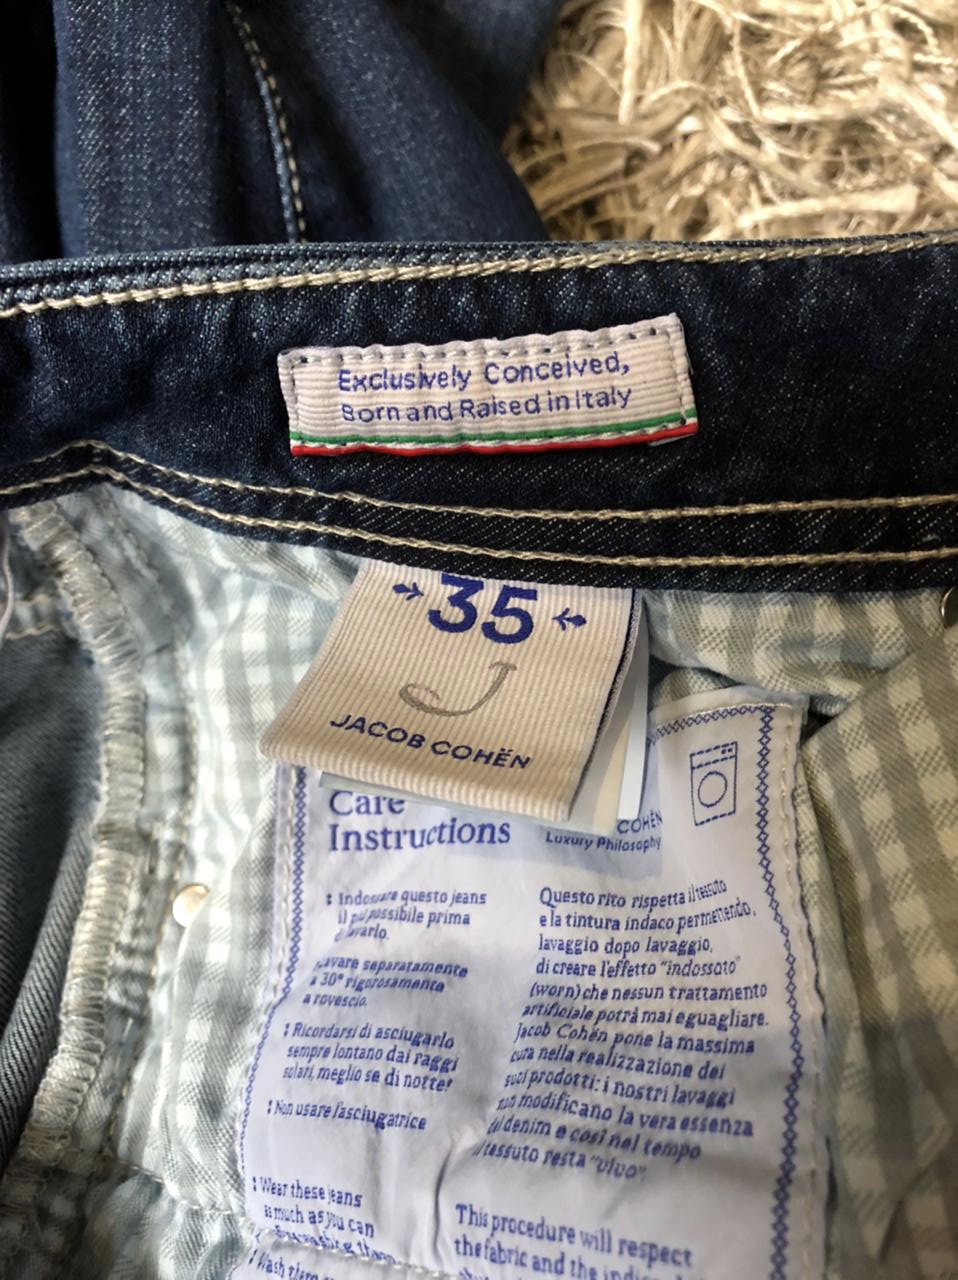 Exclusively Conceived,
Born and Raised in Italy
35
JACOB COHËN
Care
Instructions
COHËN
Luxury Philosophy
: Indossare questo jeans
il più possibile prima
di lavarlo.
Lavare separatamente
a 30° rigorosamente
a rovescio.
: Ricordarsi di asciugarlo
sempre lontano dai raggi
solari, meglio se di notte!
: Non usare l'asciugatrice
Questo rito rispetta il tessuto
e la tintura indaco permettendo,
lavaggio dopo lavaggio,
di creare l'effetto "indossato"
(worn) che nessun trattamento
artificiale potrà mai eguagliare.
Jacob Cohën pone la massima
cura nella realizzazione dei
suoi prodotti: i nostri lavaggi
non modificano la vera essenza
del denim e così nel tempo
il tessuto resta "vivo".
: Wear these jeans
as much as you can
: Wash them
This procedure will respect
the fabric and the